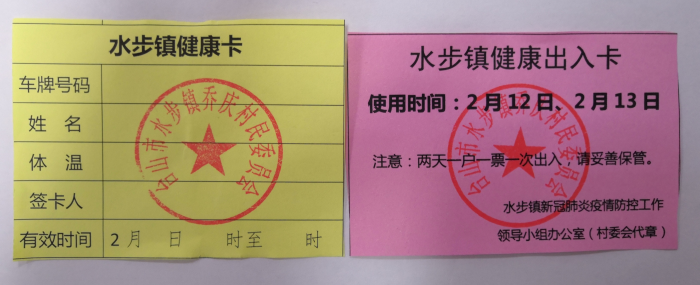 水步镇健康卡
车牌号码
姓 名
体 温
签卡人
有效时间 2 月 日 时至 时
台山市水步镇乔庆村民委员会
水步镇健康出入卡
使用时间：2 月 12 日、2 月 13 日
注意：两天一户一票一次出入，请妥善保管。
水步镇新冠肺炎疫情防控工作
领导小组办公室（村委会代章）
台山市水步镇乔庆村民委员会